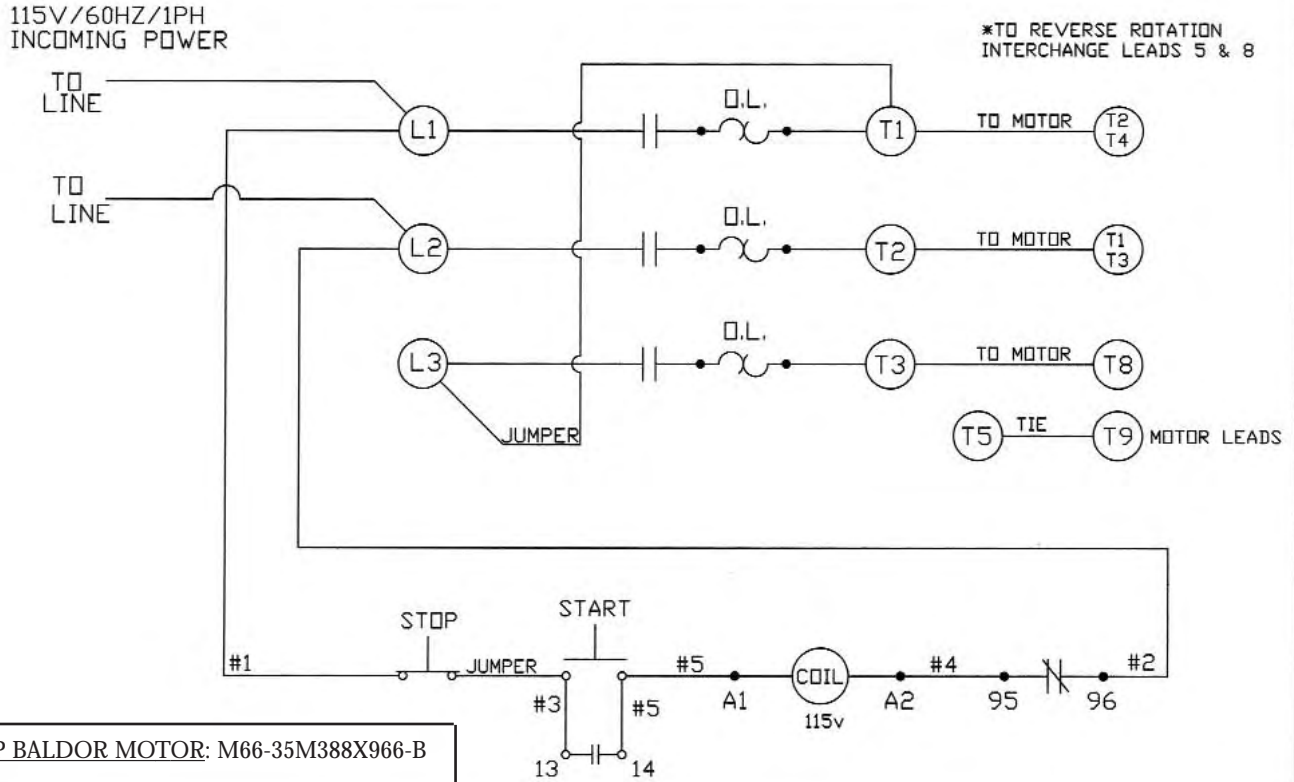 115V/60HZ/1PH
INCOMING POWER
*TO REVERSE ROTATION
INTERCHANGE LEADS 5 & 8
TO
LINE
L1
O.L.
T1
TO MOTOR
T2
T4
TO
LINE
L2
O.L.
T2
TO MOTOR
T1
T3
L3
O.L.
T3
TO MOTOR
T8
JUMPER
T5
TIE
T9
MOTOR LEADS
STOP
START
#1
JUMPER
#3
#5
#5
A1
COIL
115v
A2
#4
95
96
#2
13
14
P BALDOR MOTOR: M66-35M388X966-B